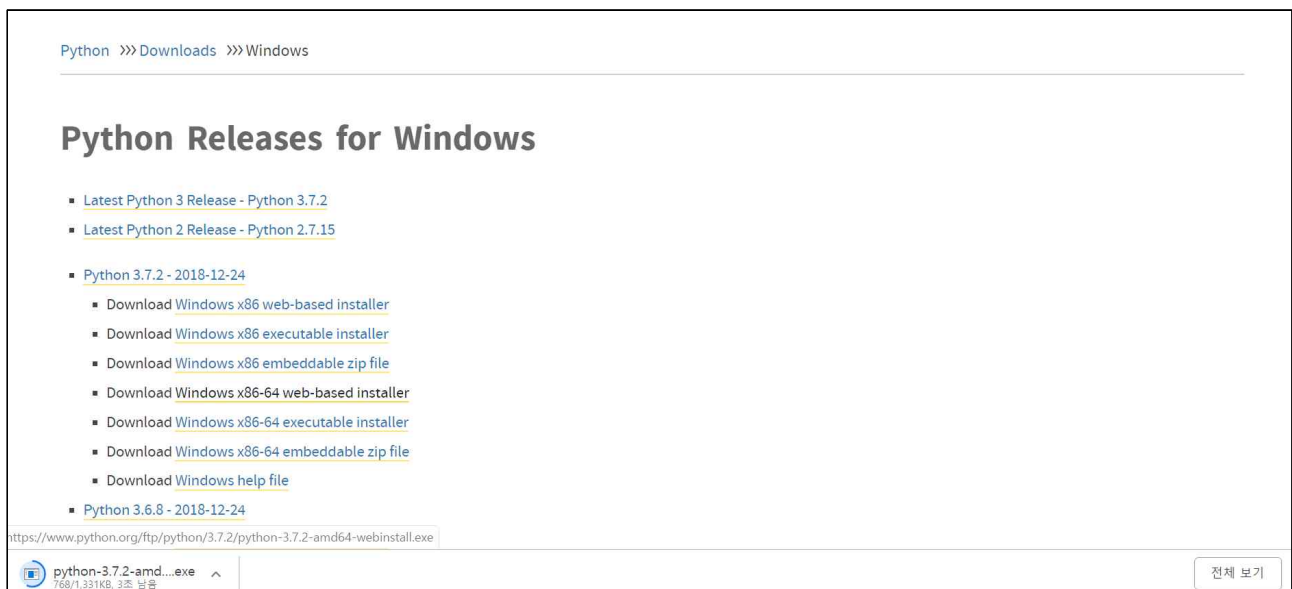 Python >>> Downloads >>> Windows
Python Releases for Windows
Latest Python 3 Release - Python 3.7.2
Latest Python 2 Release - Python 2.7.15
Python 3.7.2 - 2018-12-24
Download Windows x86 web-based installer
Download Windows x86 executable installer
Download Windows x86 embeddable zip file
Download Windows x86-64 web-based installer
Download Windows x86-64 executable installer
Download Windows x86-64 embeddable zip file
Download Windows help file
Python 3.6.8 - 2018-12-24
https://www.python.org/ftp/python/3.7.2/python-3.7.2-amd64-webinstall.exe
python-3.7.2-amd....exe
768/1,331KB, 3초 남음
전체 보기